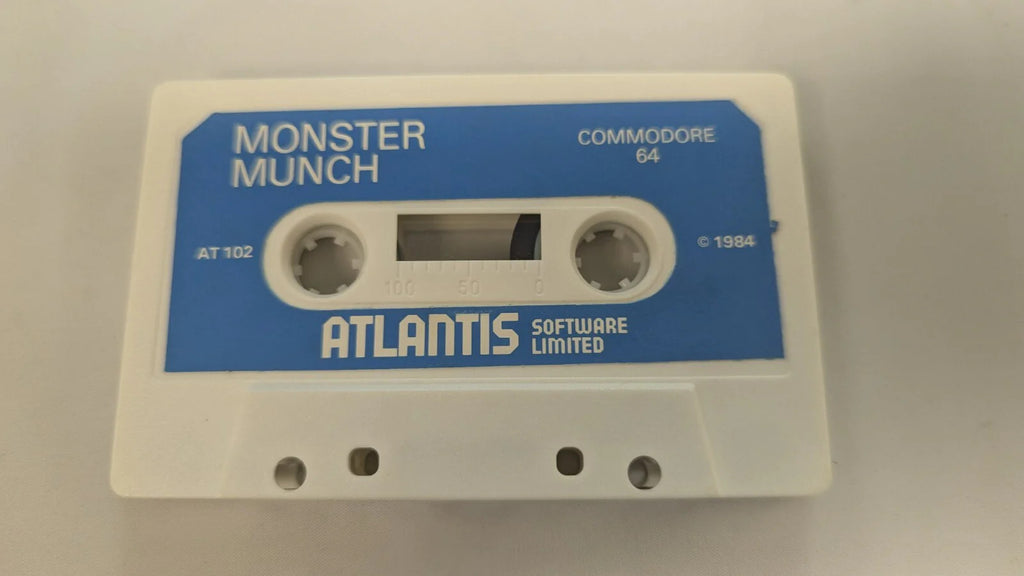 MONSTER
MUNCH
COMMODORE
64
AT 102
© 1984
100 50 0
ATLANTIS SOFTWARE
LIMITED